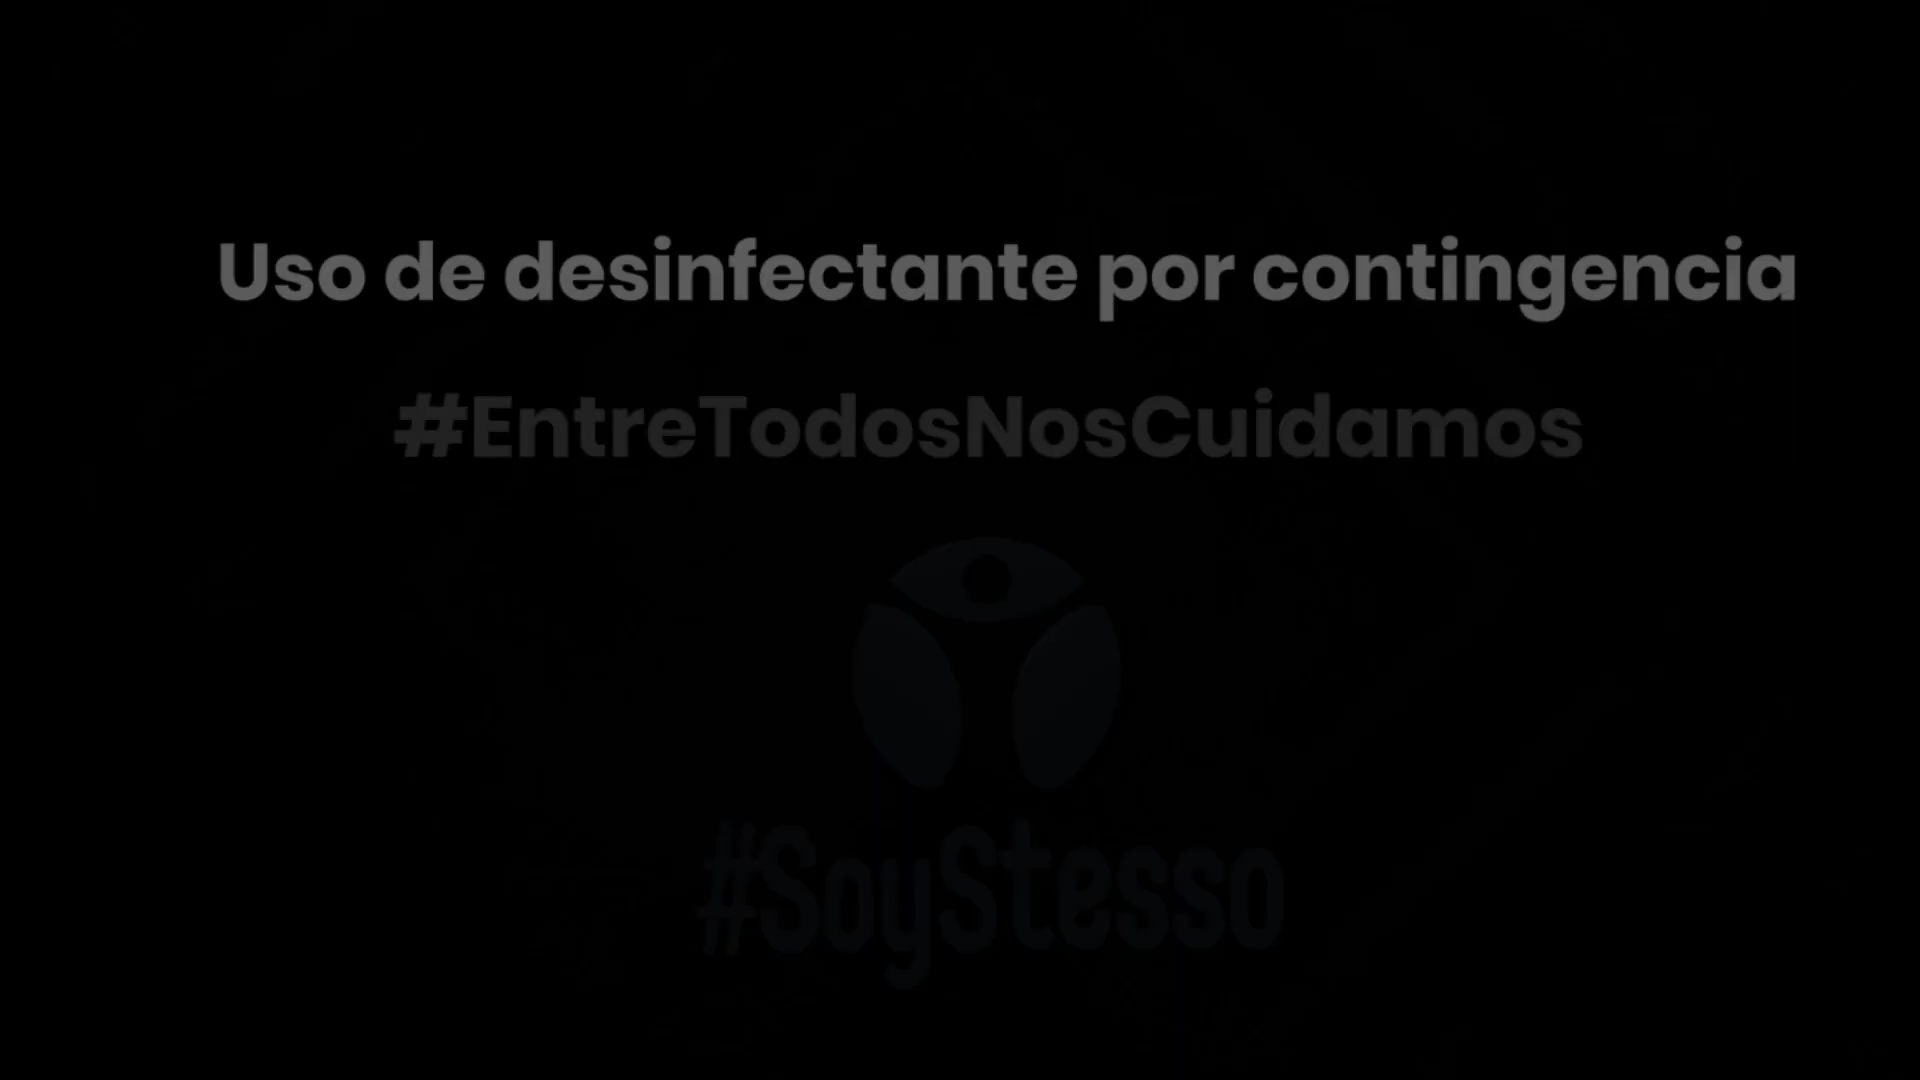 Uso de desinfectante por contingencia
#EntreTodosNosCuidamos
#SoyStesso